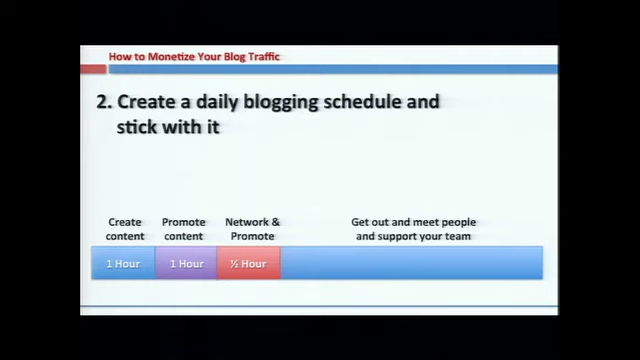 How to Monetize Your Blog Traffic
2. Create a daily blogging schedule and
stick with it
Create
content
Promote
content
Network &
Promote
Get out and meet people
and support your team
1 Hour
1 Hour
½ Hour